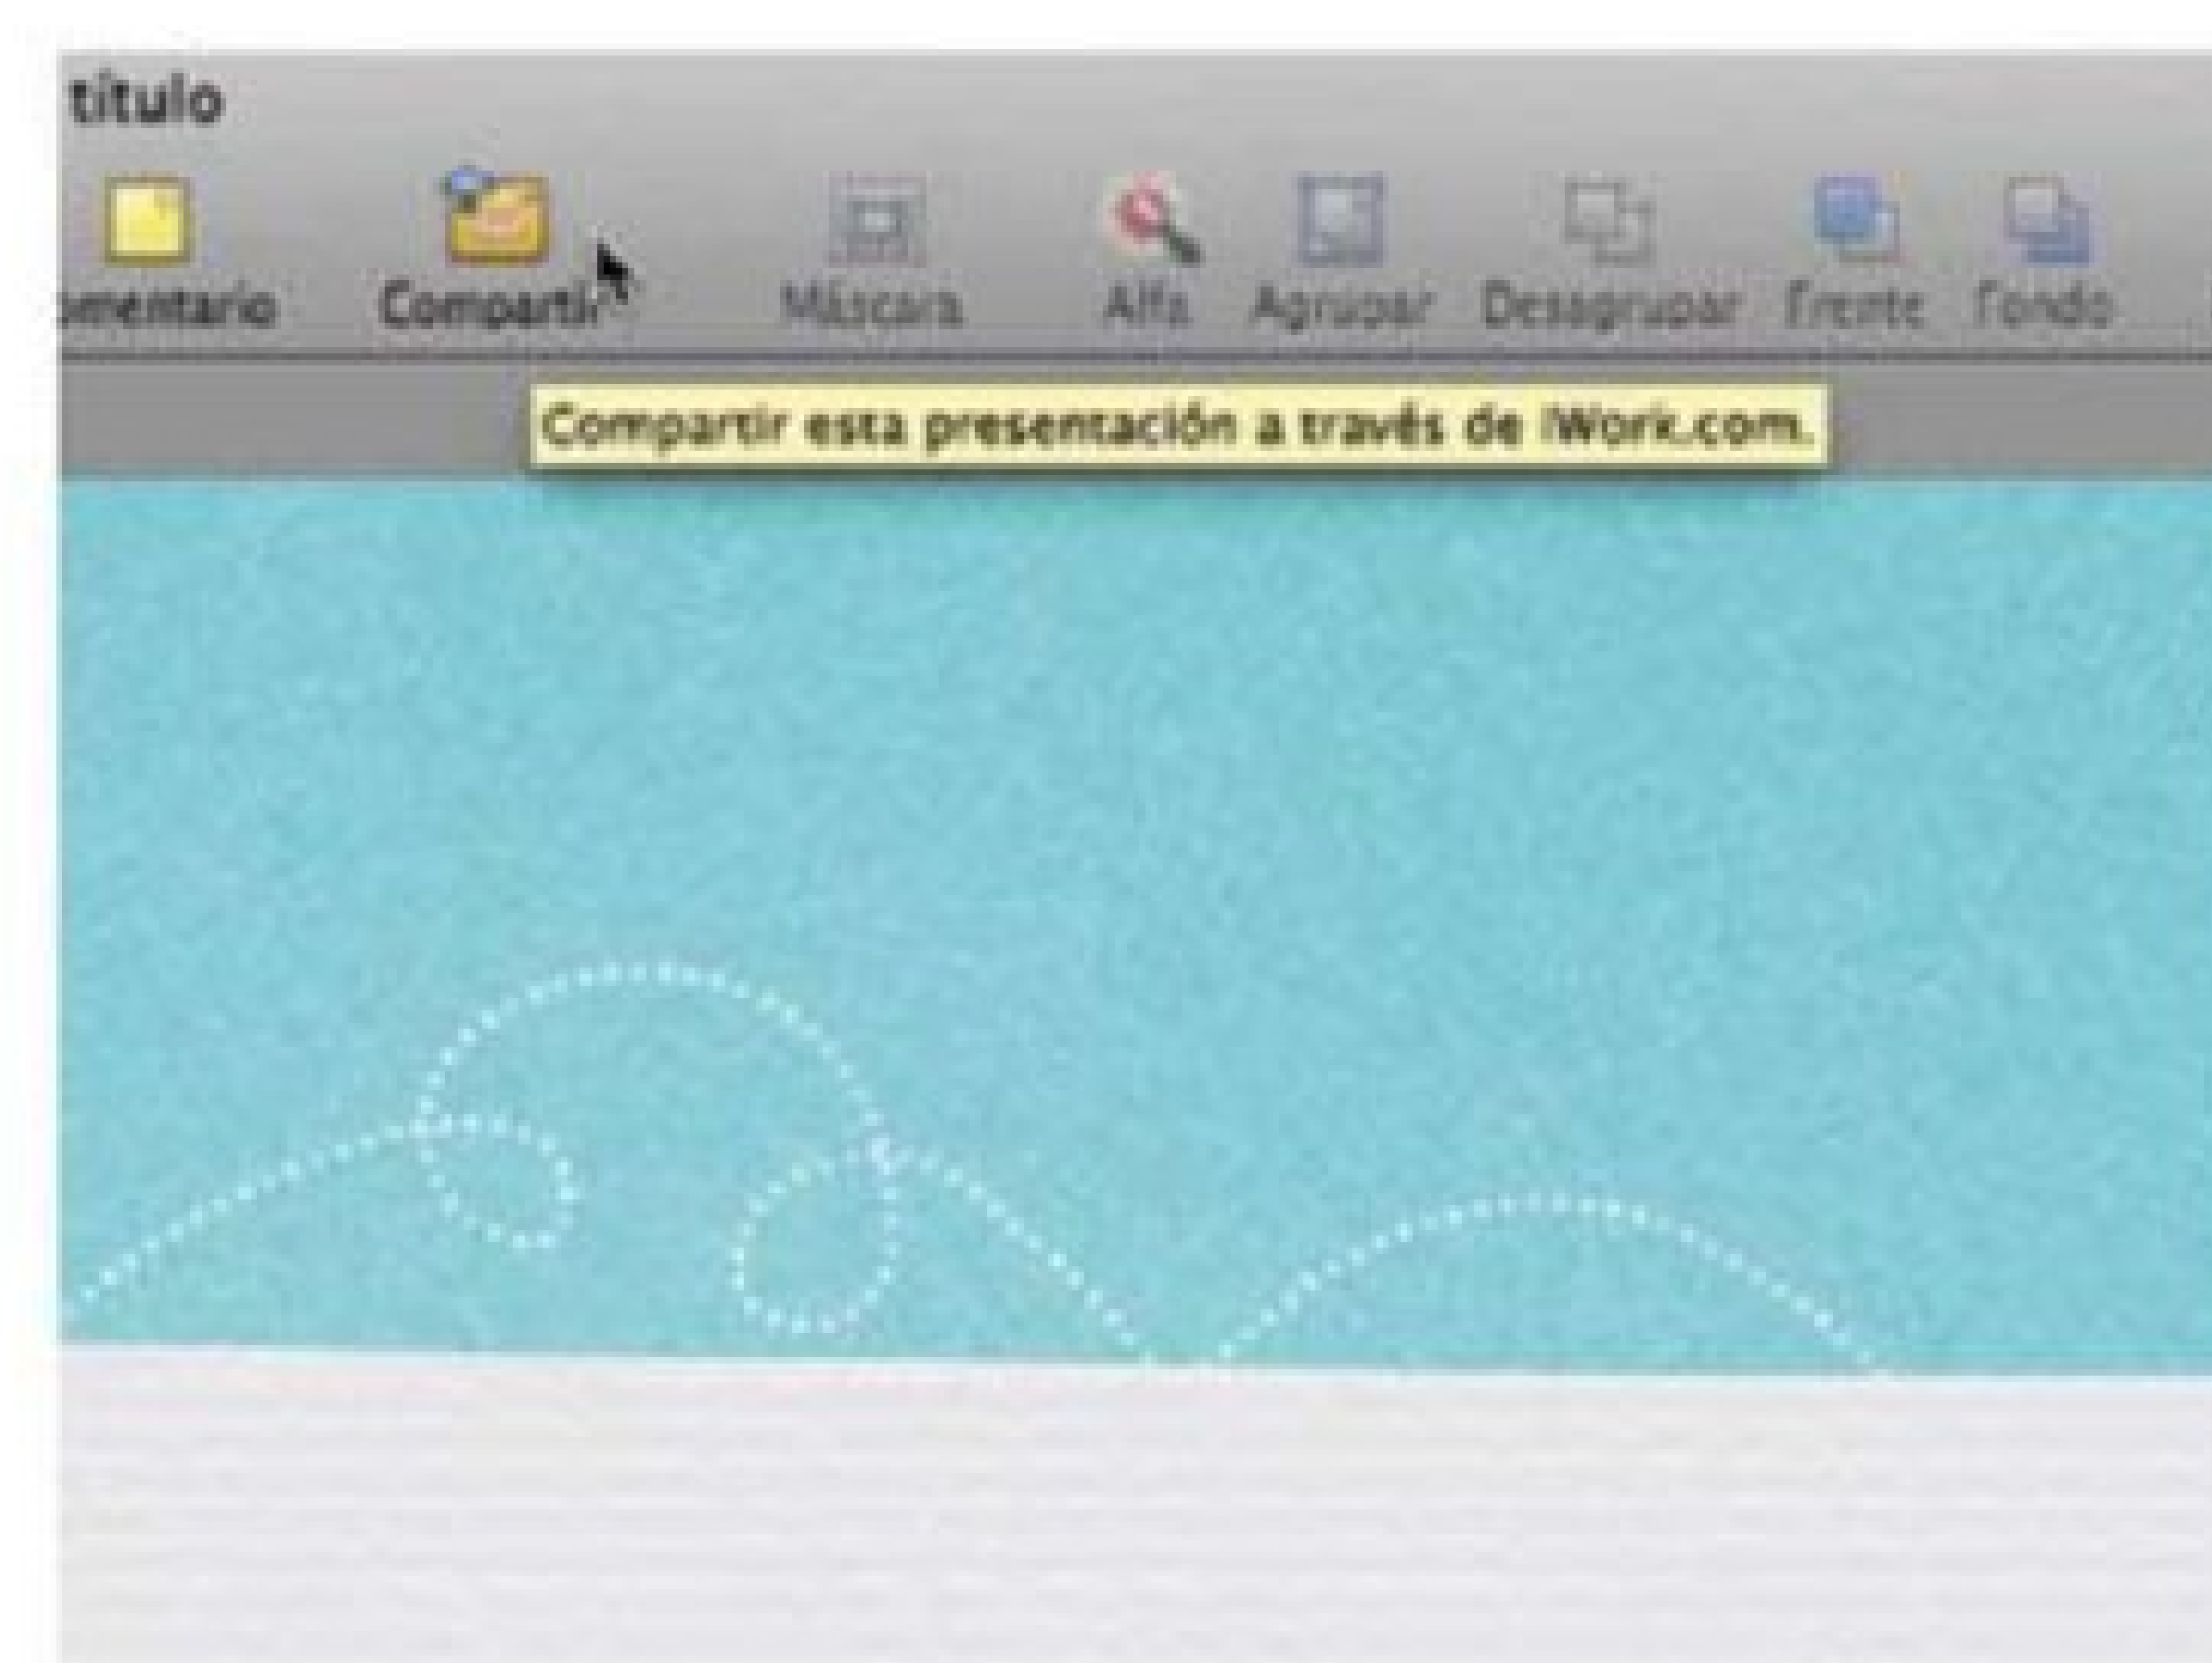 título
omentario Compartir Máscara Alfa Agrupar Desagrupar Frente Fondo
Compartir esta presentación a través de iWork.com.